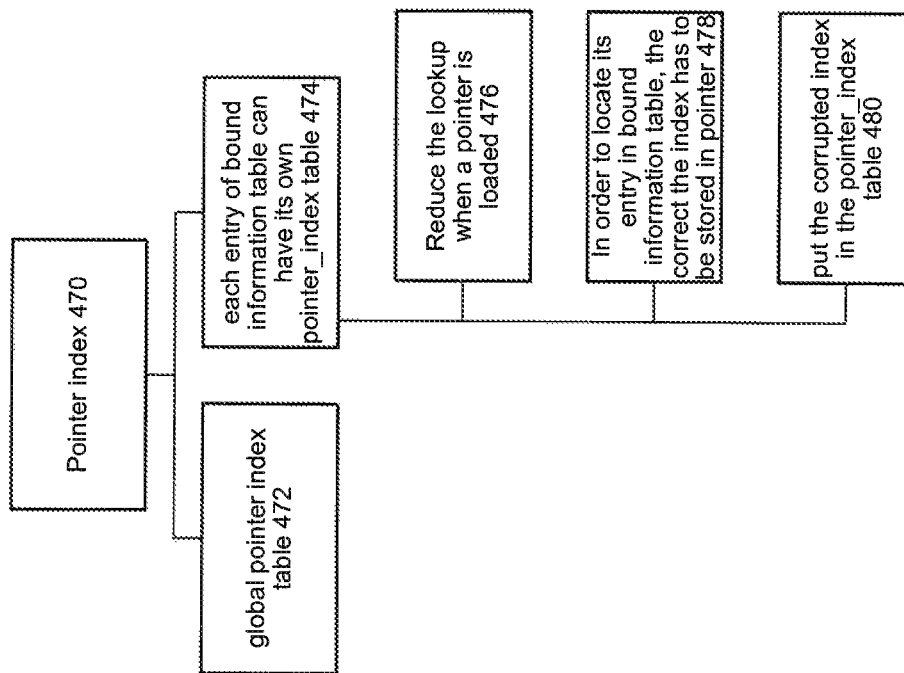 Pointer index 470
global pointer index
table 472
each entry of bound
information table can
have its own
pointer_index table 474
Reduce the lookup
when a pointer is
loaded 476
In order to locate its
entry in bound
information table, the
correct the index has to
be stored in pointer 478
put the corrupted index
in the pointer_index
table 480